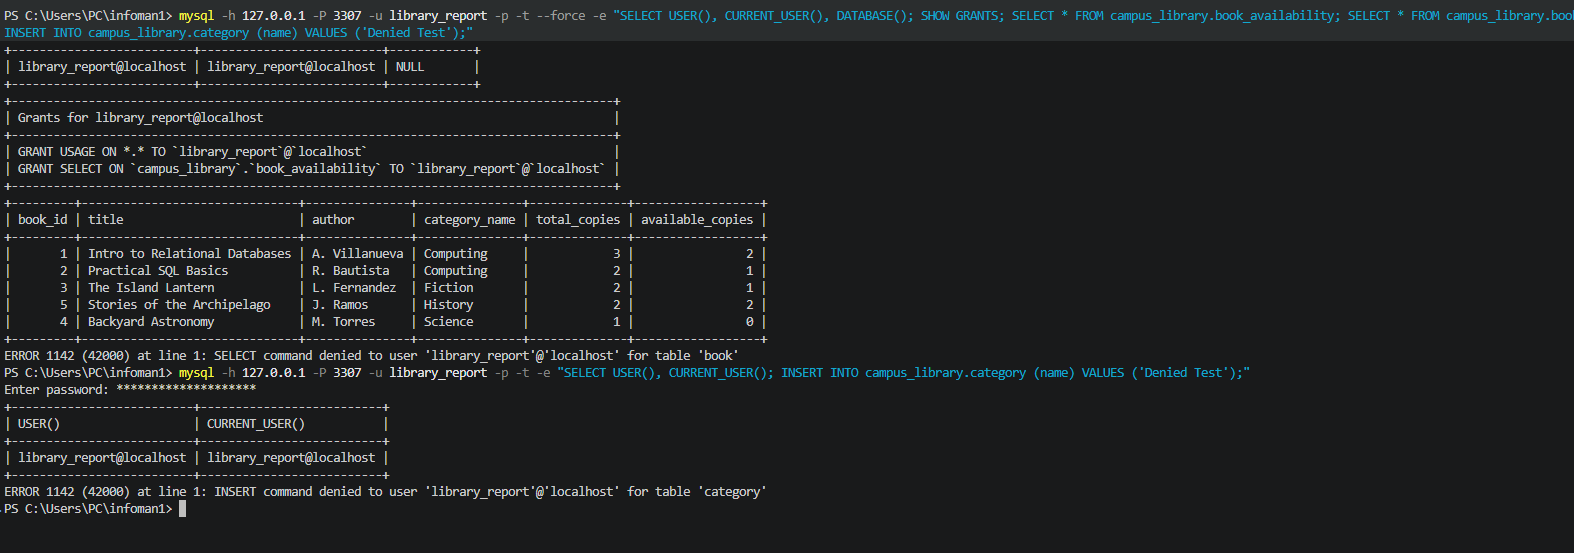 PS C:\Users\PC\infoman1> mysql -h 127.0.0.1 -P 3307 -u library_report -p -t --force -e "SELECT USER(), CURRENT_USER(), DATABASE(); SHOW GRANTS; SELECT * FROM campus_library.book_availability; SELECT * FROM campus_library.boo
INSERT INTO campus_library.category (name) VALUES ('Denied Test');"
+-------------------------+-------------------------+------------+
| library_report@localhost | library_report@localhost | NULL       |
+-------------------------+-------------------------+------------+
+---------------------------------------------------------------------------------------+
| Grants for library_report@localhost                                                   |
+---------------------------------------------------------------------------------------+
| GRANT USAGE ON *.* TO `library_report`@`localhost`                                    |
| GRANT SELECT ON `campus_library`.`book_availability` TO `library_report`@`localhost` |
+---------------------------------------------------------------------------------------+
+---------+-------------------------------+---------------+---------------+--------------+------------------+
| book_id | title                         | author        | category_name | total_copies | available_copies |
+---------+-------------------------------+---------------+---------------+--------------+------------------+
|       1 | Intro to Relational Databases | A. Villanueva | Computing     |            3 |                2 |
|       2 | Practical SQL Basics          | R. Bautista   | Computing     |            2 |                1 |
|       3 | The Island Lantern            | L. Fernandez  | Fiction       |            2 |                1 |
|       5 | Stories of the Archipelago    | J. Ramos      | History       |            2 |                2 |
|       4 | Backyard Astronomy            | M. Torres     | Science       |            1 |                0 |
+---------+-------------------------------+---------------+---------------+--------------+------------------+
ERROR 1142 (42000) at line 1: SELECT command denied to user 'library_report'@'localhost' for table 'book'
PS C:\Users\PC\infoman1> mysql -h 127.0.0.1 -P 3307 -u library_report -p -t -e "SELECT USER(), CURRENT_USER(); INSERT INTO campus_library.category (name) VALUES ('Denied Test');"
Enter password: ********************
+--------------------------+--------------------------+
| USER()                   | CURRENT_USER()           |
+--------------------------+--------------------------+
| library_report@localhost | library_report@localhost |
+--------------------------+--------------------------+
ERROR 1142 (42000) at line 1: INSERT command denied to user 'library_report'@'localhost' for table 'category'
PS C:\Users\PC\infoman1>